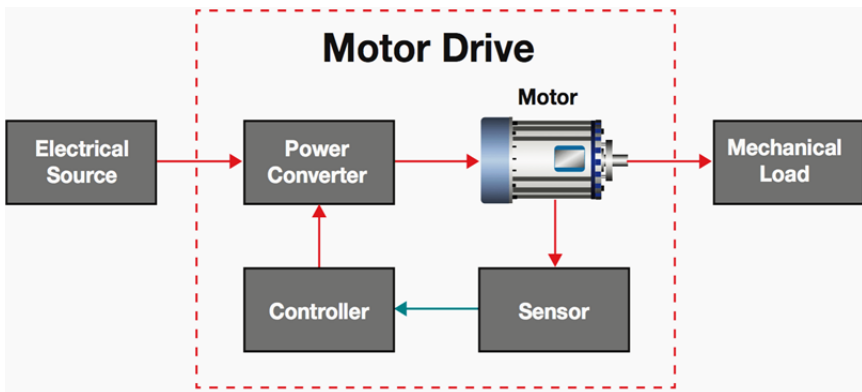 Motor Drive
Motor
Electrical
Source
Power
Converter
Mechanical
Load
Controller
Sensor